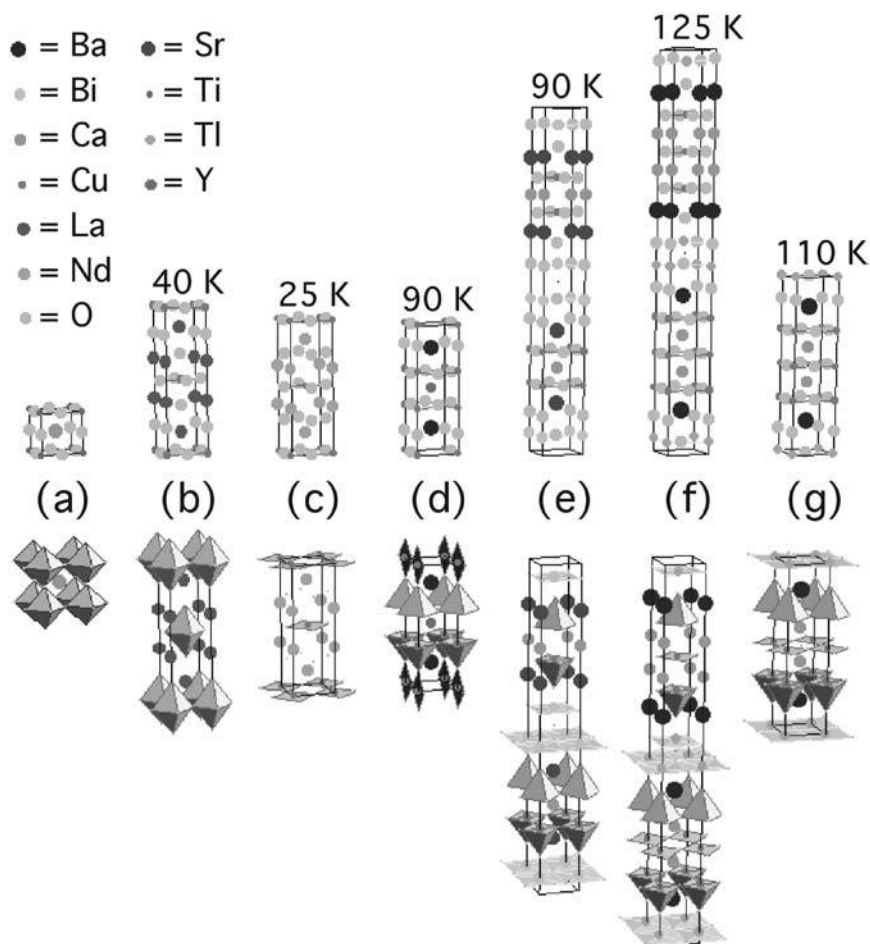 = Ba = Sr
= Bi = Ti
= Ca = Tl
= Cu = Y
= La
= Nd
= O
40 K
25 K
90 K
90 K
125 K
110 K
(a) (b) (c) (d) (e) (f) (g)